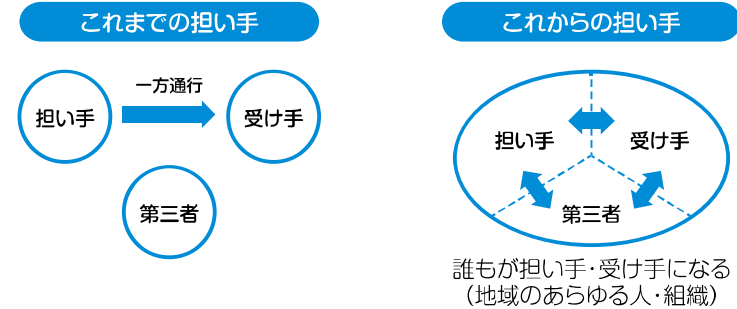 これまでの担い手
一方通行
担い手
受け手
第三者
これからの担い手
担い手
受け手
第三者
誰もが担い手・受け手になる
（地域のあらゆる人・組織）